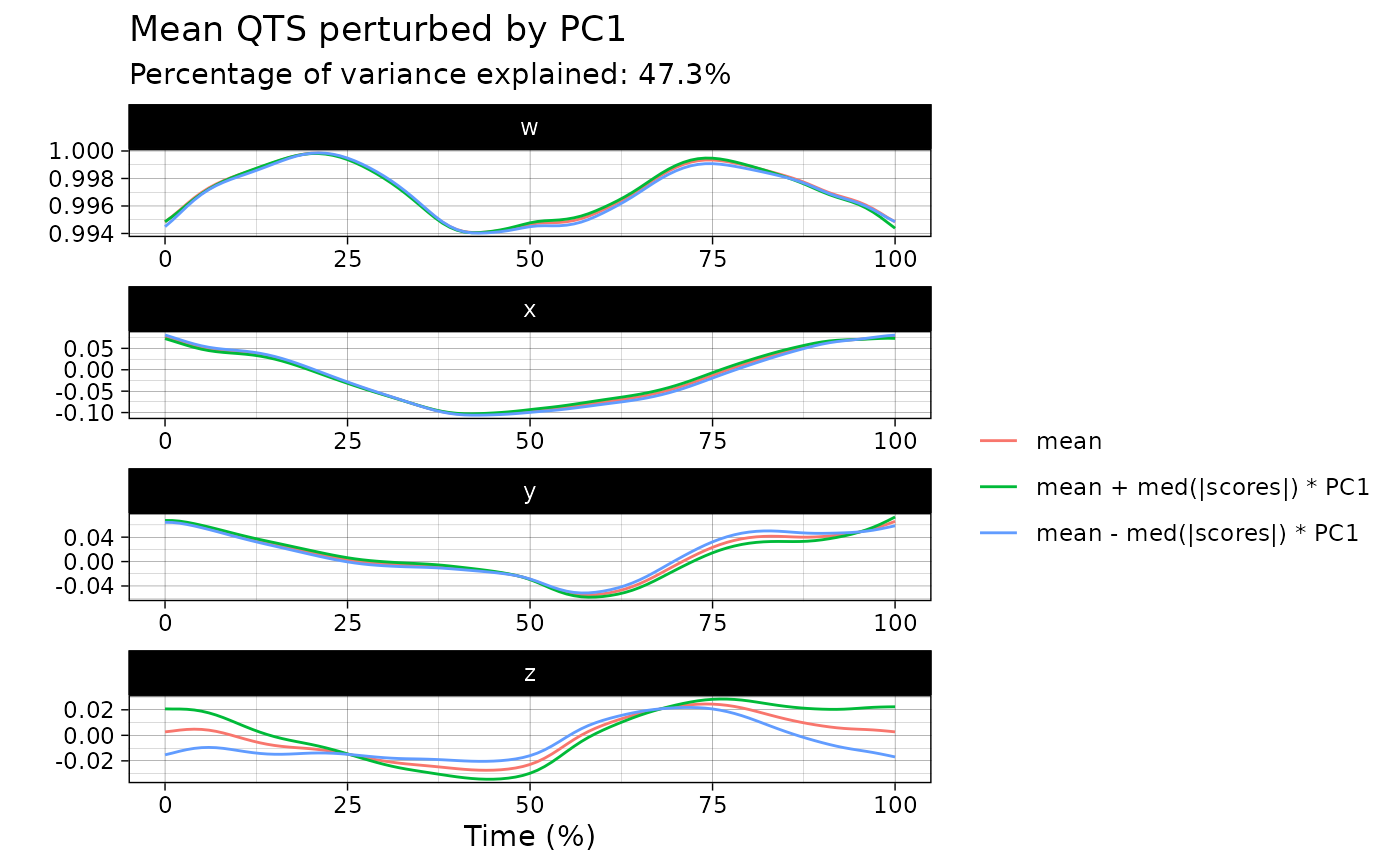 Mean QTS perturbed by PC1
Percentage of variance explained: 47.3%
w
1.000
0.998
0.996
0.994
0 25 50 75 100
x
0.05
0.00
-0.05
-0.10
0 25 50 75 100
y
0.04
0.00
-0.04
0 25 50 75 100
z
0.02
0.00
-0.02
0 25 50 75 100
Time (%)
mean
mean + med(|scores|) * PC1
mean - med(|scores|) * PC1